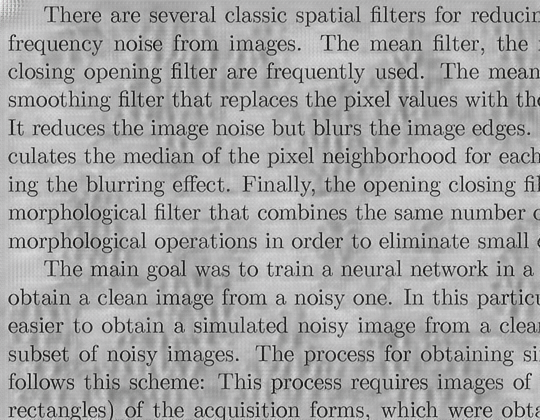 There are several classic spatial filters for reducin
frequency noise from images. The mean filter, the
closing opening filter are frequently used. The mean
smoothing filter that replaces the pixel values with the
It reduces the image noise but blurs the image edges.
culates the median of the pixel neighborhood for each
ing the blurring effect. Finally, the opening closing fil
morphological filter that combines the same number o
morphological operations in order to eliminate small
The main goal was to train a neural network in a
obtain a clean image from a noisy one. In this particu
easier to obtain a simulated noisy image from a clean
subset of noisy images. The process for obtaining si
follows this scheme: This process requires images of
rectangles) of the acquisition forms, which were obta